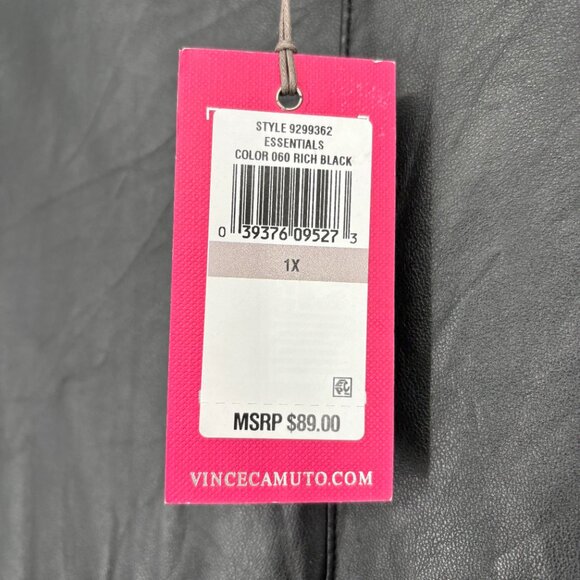 STYLE 9299362
ESSENTIALS
COLOR 060 RICH BLACK
0 39376 09527 3
1X
MSRP $89.00
VINCECAMUTO.COM